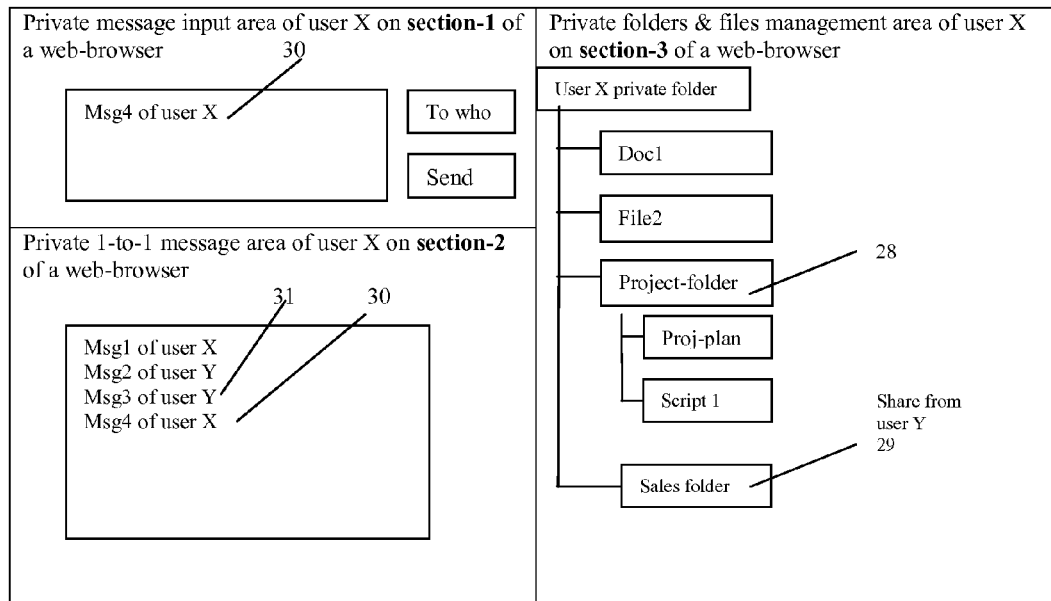 Private message input area of user X on section-1 of
a web-browser
30
Msg4 of user X
To who
Send
Private 1-to-1 message area of user X on section-2
of a web-browser
31
30
Msg1 of user X
Msg2 of user Y
Msg3 of user Y
Msg4 of user X
Private folders & files management area of user X
on section-3 of a web-browser
User X private folder
Doc1
File2
28
Project-folder
Proj-plan
Script 1
Share from
user Y
29
Sales folder